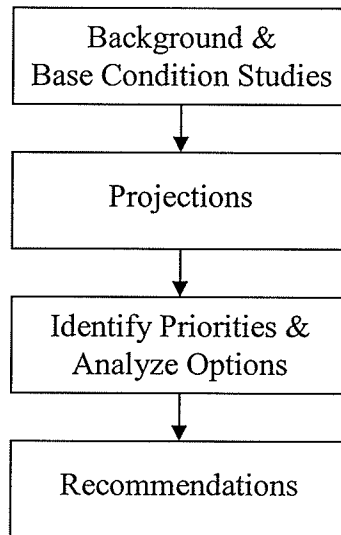 Background &
Base Condition Studies
Projections
Identify Priorities &
Analyze Options
Recommendations